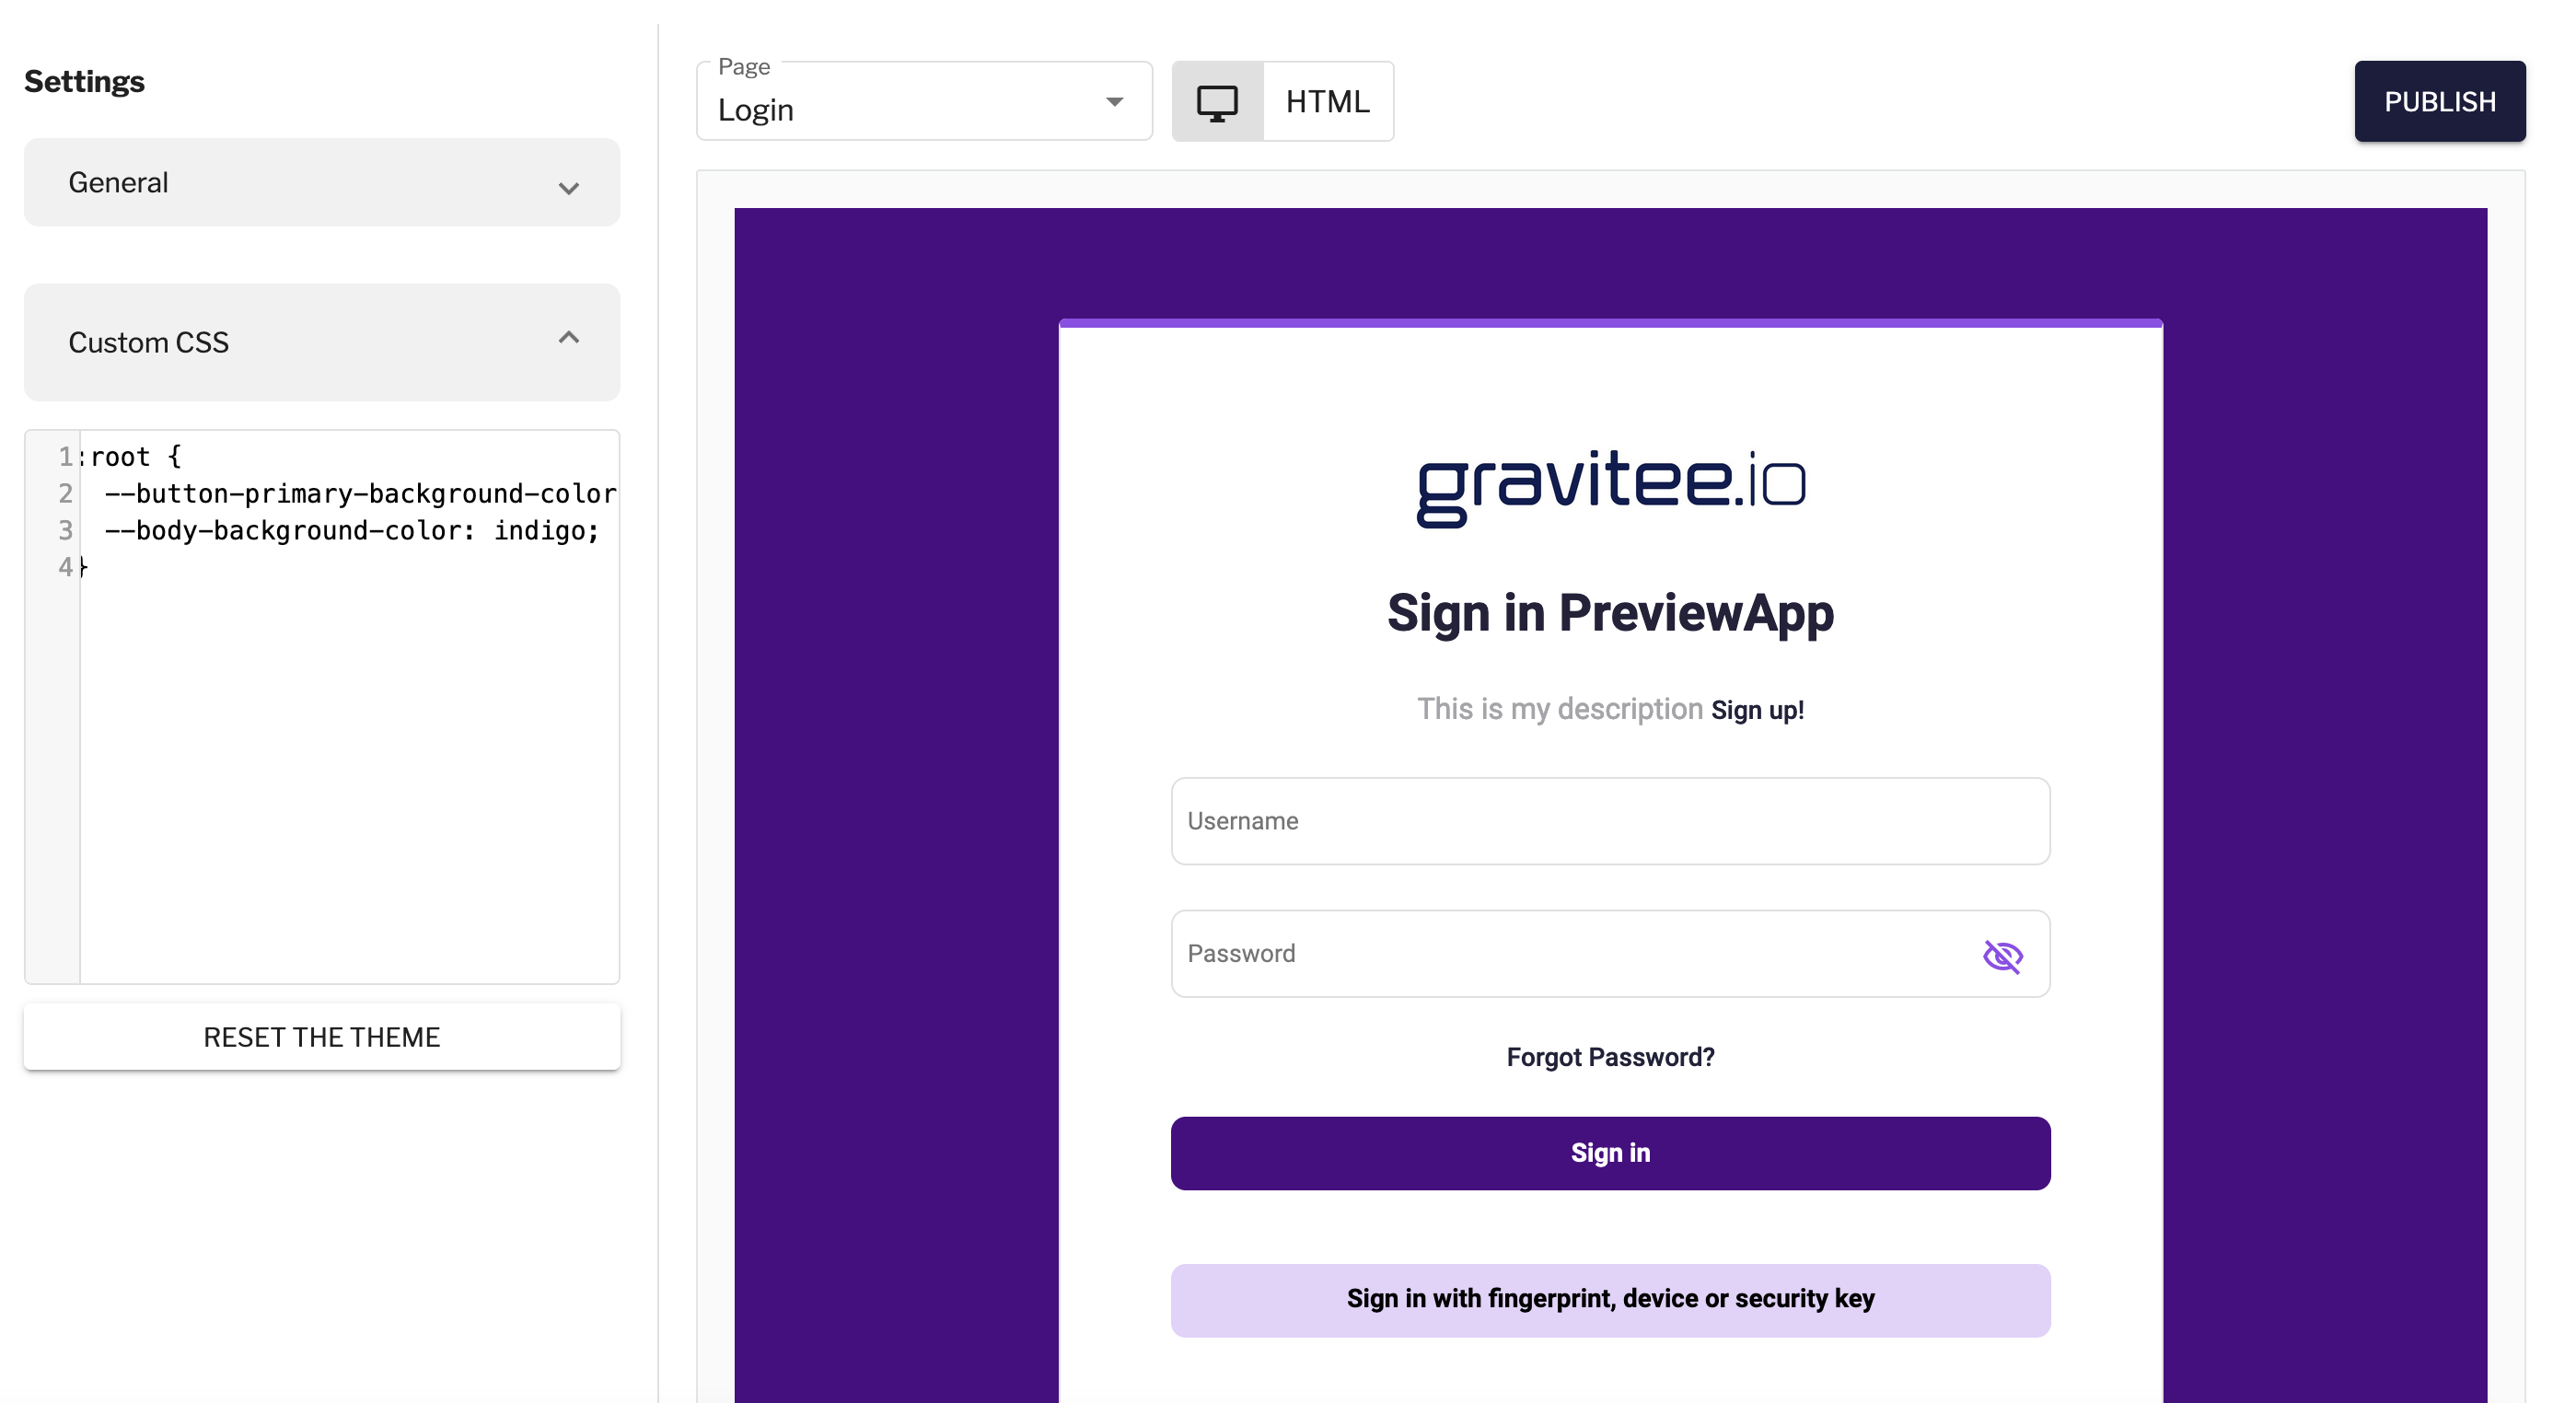 Settings
General
Custom CSS
1 :root {
2 --button-primary-background-color
3 --body-background-color: indigo;
4 }
RESET THE THEME
Page
Login
HTML
PUBLISH
gravitee.io
Sign in PreviewApp
This is my description Sign up!
Username
Password
Forgot Password?
Sign in
Sign in with fingerprint, device or security key